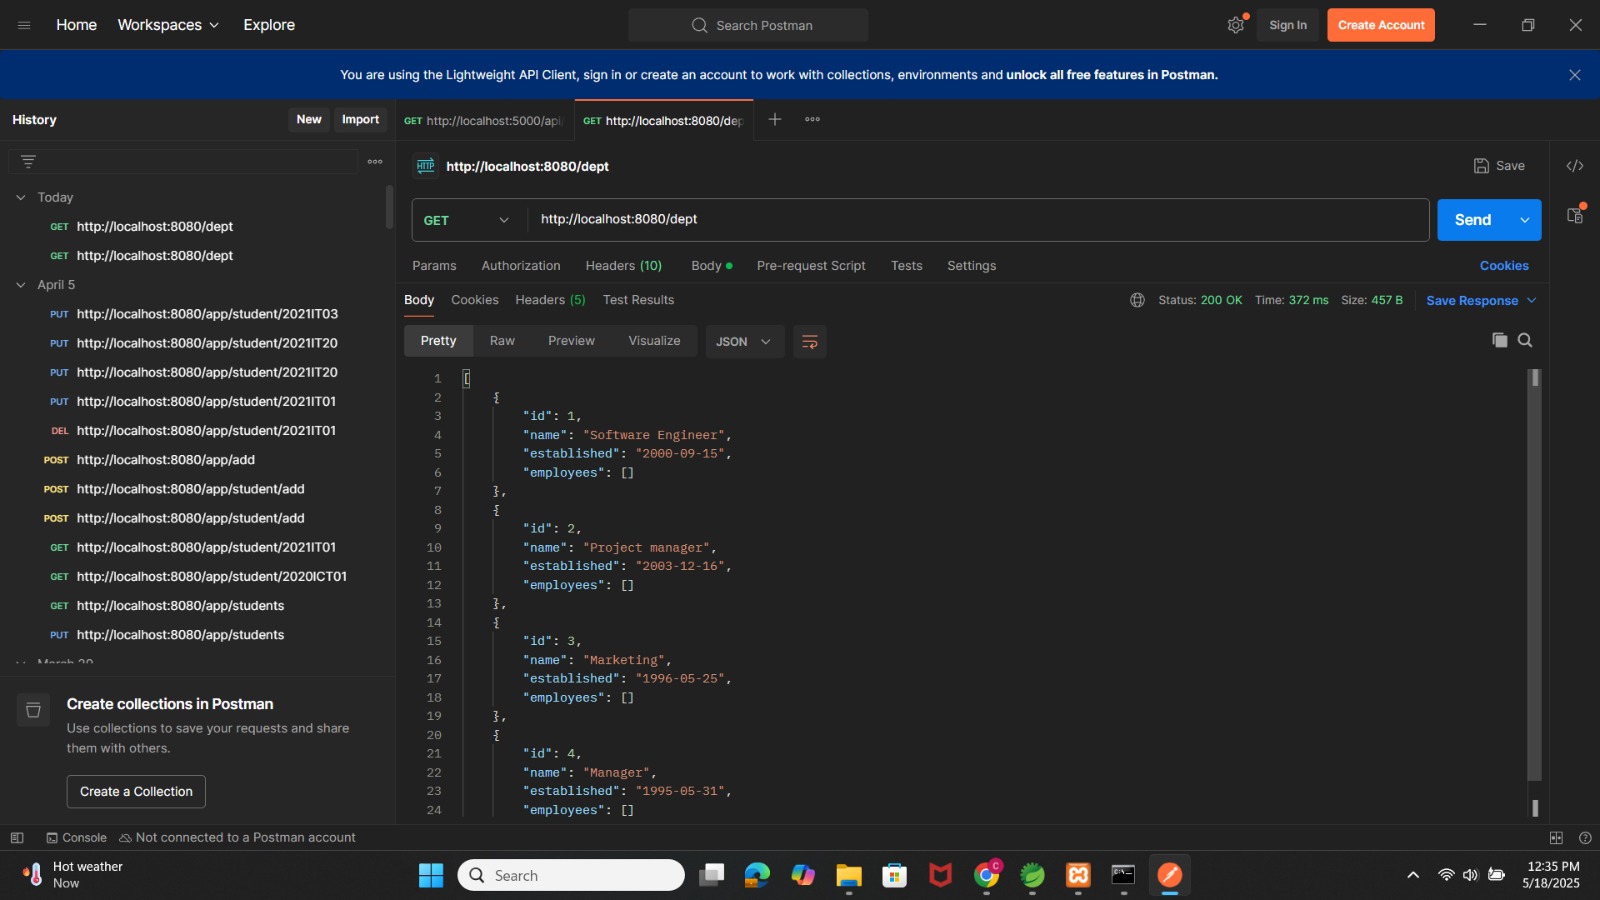 Home
Workspaces
Explore
Search Postman
Sign In
Create Account
You are using the Lightweight API Client, sign in or create an account to work with collections, environments and unlock all free features in Postman.
History
New
Import
GET http://localhost:5000/api/
GET http://localhost:8080/dep
HTTP http://localhost:8080/dept
Save
Today
GET http://localhost:8080/dept
GET http://localhost:8080/dept
April 5
PUT http://localhost:8080/app/student/2021IT03
PUT http://localhost:8080/app/student/2021IT20
PUT http://localhost:8080/app/student/2021IT20
PUT http://localhost:8080/app/student/2021IT01
DEL http://localhost:8080/app/student/2021IT01
POST http://localhost:8080/app/add
POST http://localhost:8080/app/student/add
POST http://localhost:8080/app/student/add
GET http://localhost:8080/app/student/2021IT01
GET http://localhost:8080/app/student/2020ICT01
GET http://localhost:8080/app/students
PUT http://localhost:8080/app/students
Create collections in Postman
Use collections to save your requests and share
them with others.
Create a Collection
GET
http://localhost:8080/dept
Send
Params
Authorization
Headers (10)
Body
Pre-request Script
Tests
Settings
Cookies
Body
Cookies
Headers (5)
Test Results
Status: 200 OK
Time: 372 ms
Size: 457 B
Save Response
Pretty
Raw
Preview
Visualize
JSON
1 [
2 {
3 "id": 1,
4 "name": "Software Engineer",
5 "established": "2000-09-15",
6 "employees": []
7 },
8 {
9 "id": 2,
10 "name": "Project manager",
11 "established": "2003-12-16",
12 "employees": []
13 },
14 {
15 "id": 3,
16 "name": "Marketing",
17 "established": "1996-05-25",
18 "employees": []
19 },
20 {
21 "id": 4,
22 "name": "Manager",
23 "established": "1995-05-31",
24 "employees": []
Console
Not connected to a Postman account
Hot weather
Now
Search
C
12:35 PM
5/18/2025